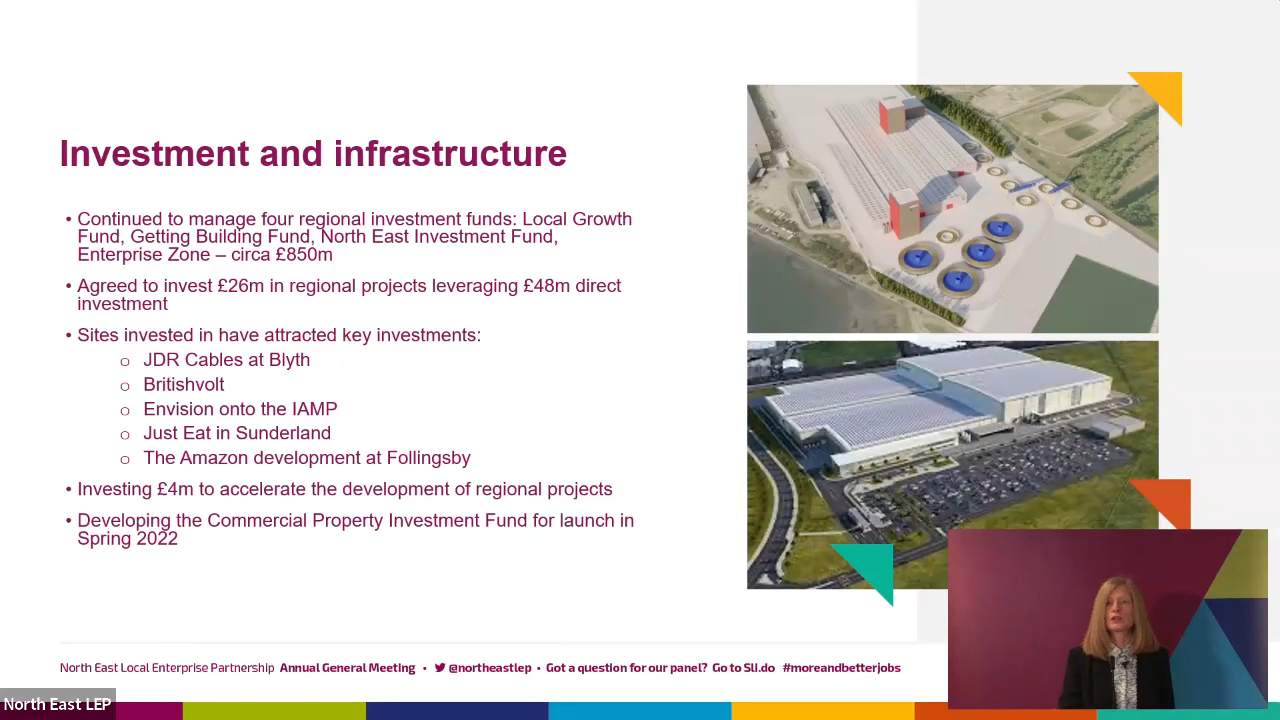 Investment and infrastructure
• Continued to manage four regional investment funds: Local Growth
Fund, Getting Building Fund, North East Investment Fund,
Enterprise Zone – circa £850m
• Agreed to invest £26m in regional projects leveraging £48m direct
investment
• Sites invested in have attracted key investments:
o JDR Cables at Blyth
o Britishvolt
o Envision onto the IAMP
o Just Eat in Sunderland
o The Amazon development at Follingsby
• Investing £4m to accelerate the development of regional projects
• Developing the Commercial Property Investment Fund for launch in
Spring 2022
North East Local Enterprise Partnership Annual General Meeting • @northeastlep • Got a question for our panel? Go to Sli.do #moreandbetterjobs
North East LEP